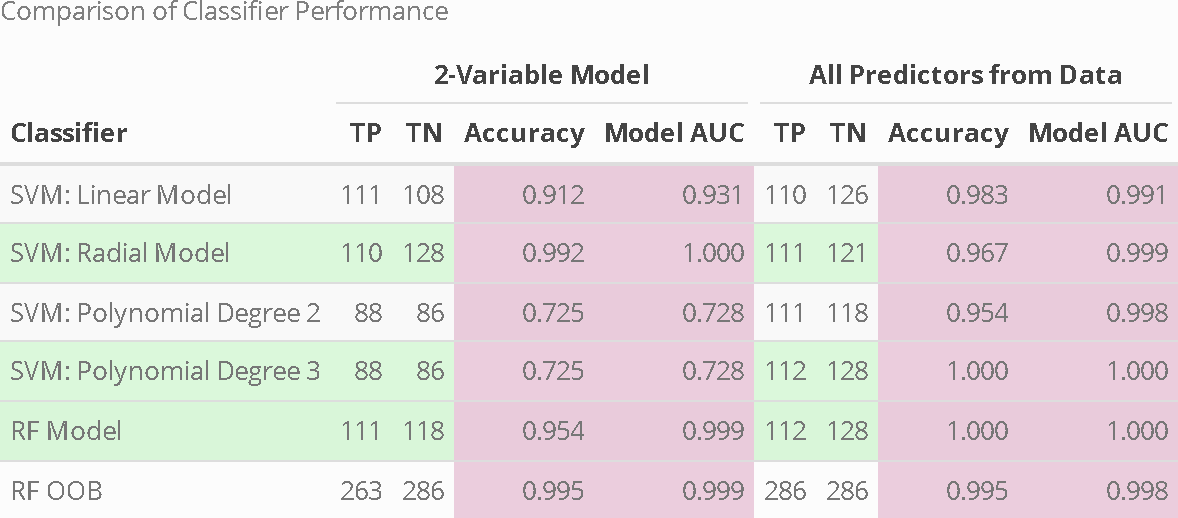 Comparison of Classifier Performance
2-Variable Model All Predictors from Data
Classifier TP TN Accuracy Model AUC TP TN Accuracy Model AUC
SVM: Linear Model 111 108 0.912 0.931 110 126 0.983 0.991
SVM: Radial Model 110 128 0.992 1.000 111 121 0.967 0.999
SVM: Polynomial Degree 2 88 86 0.725 0.728 111 118 0.954 0.998
SVM: Polynomial Degree 3 88 86 0.725 0.728 112 128 1.000 1.000
RF Model 111 118 0.954 0.999 112 128 1.000 1.000
RF OOB 263 286 0.995 0.999 286 286 0.995 0.998